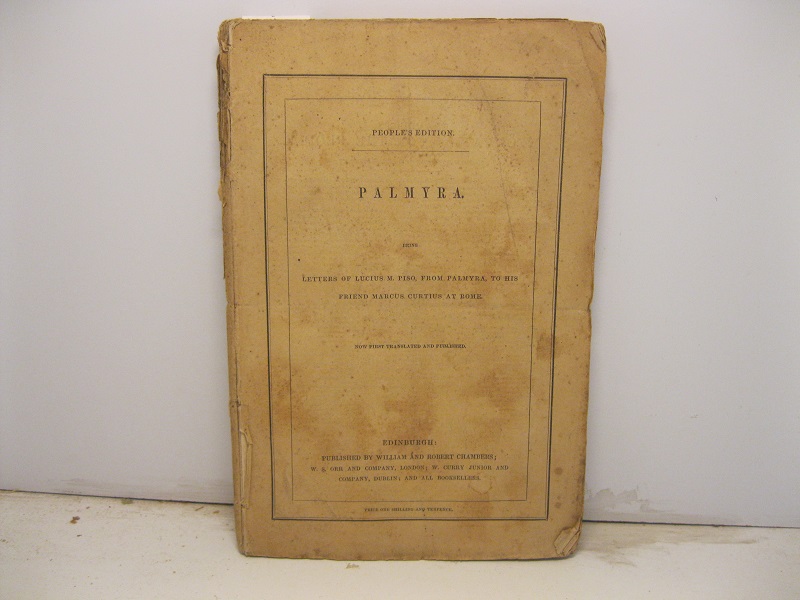 PEOPLE'S EDITION.
PALMYRA.
BEING
LETTERS OF LUCIUS M. PISO, FROM PALMYRA, TO HIS
FRIEND MARCUS CURTIUS AT ROME.
NOW FIRST TRANSLATED AND PUBLISHED.
EDINBURGH:
PUBLISHED BY WILLIAM AND ROBERT CHAMBERS;
W. S. ORR AND COMPANY, LONDON; W. CURRY JUNIOR AND
COMPANY, DUBLIN; AND ALL BOOKSELLERS.
PRICE ONE SHILLING AND TENPENCE.